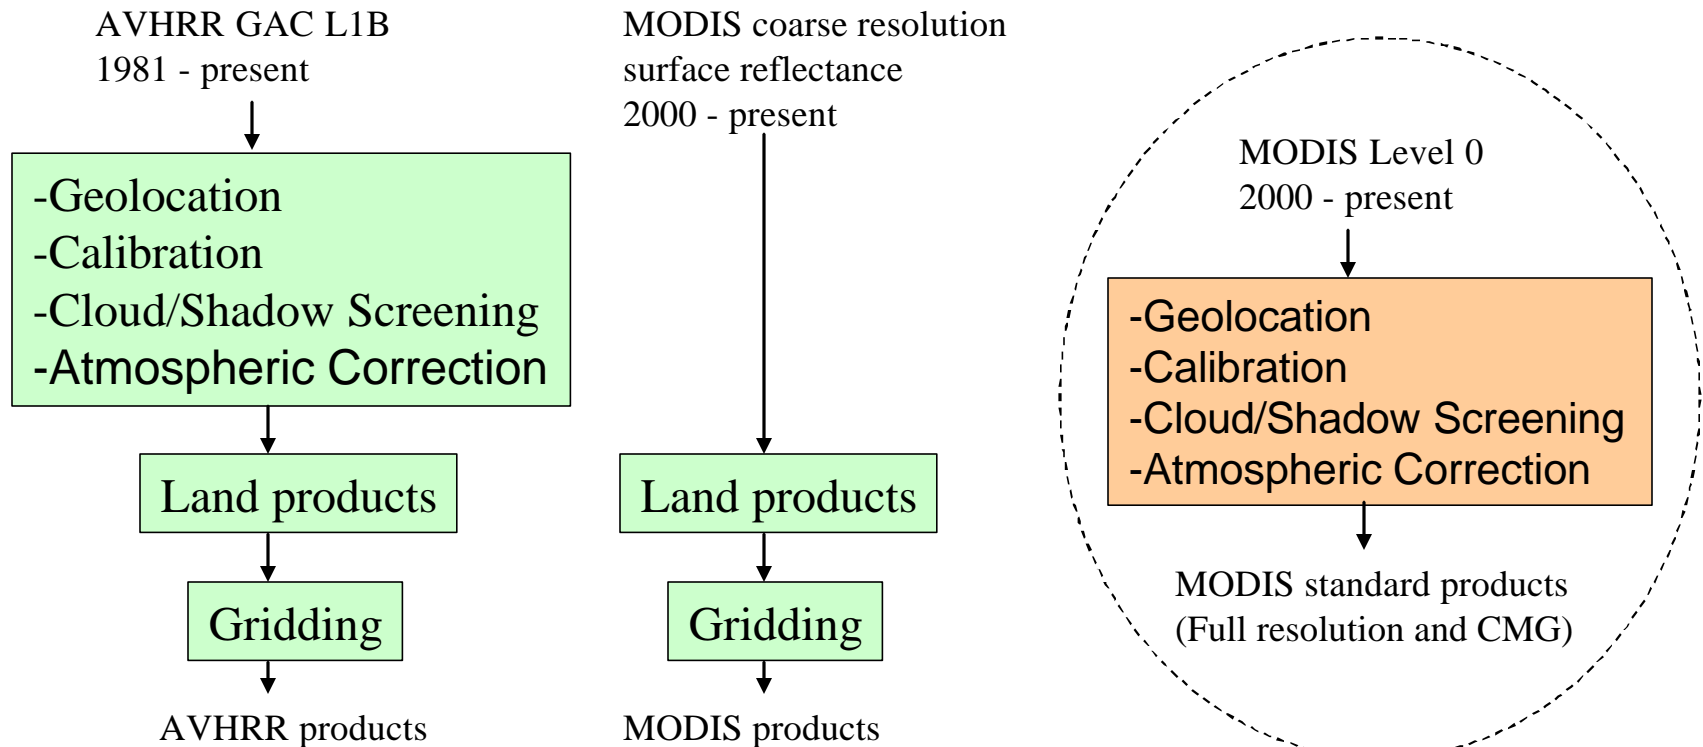 AVHRR GAC L1B
1981 - present
-Geolocation
-Calibration
-Cloud/Shadow Screening
-Atmospheric Correction
Land products
Gridding
AVHRR products
MODIS coarse resolution
surface reflectance
2000 - present
Land products
Gridding
MODIS products
MODIS Level 0
2000 - present
-Geolocation
-Calibration
-Cloud/Shadow Screening
-Atmospheric Correction
MODIS standard products
(Full resolution and CMG)